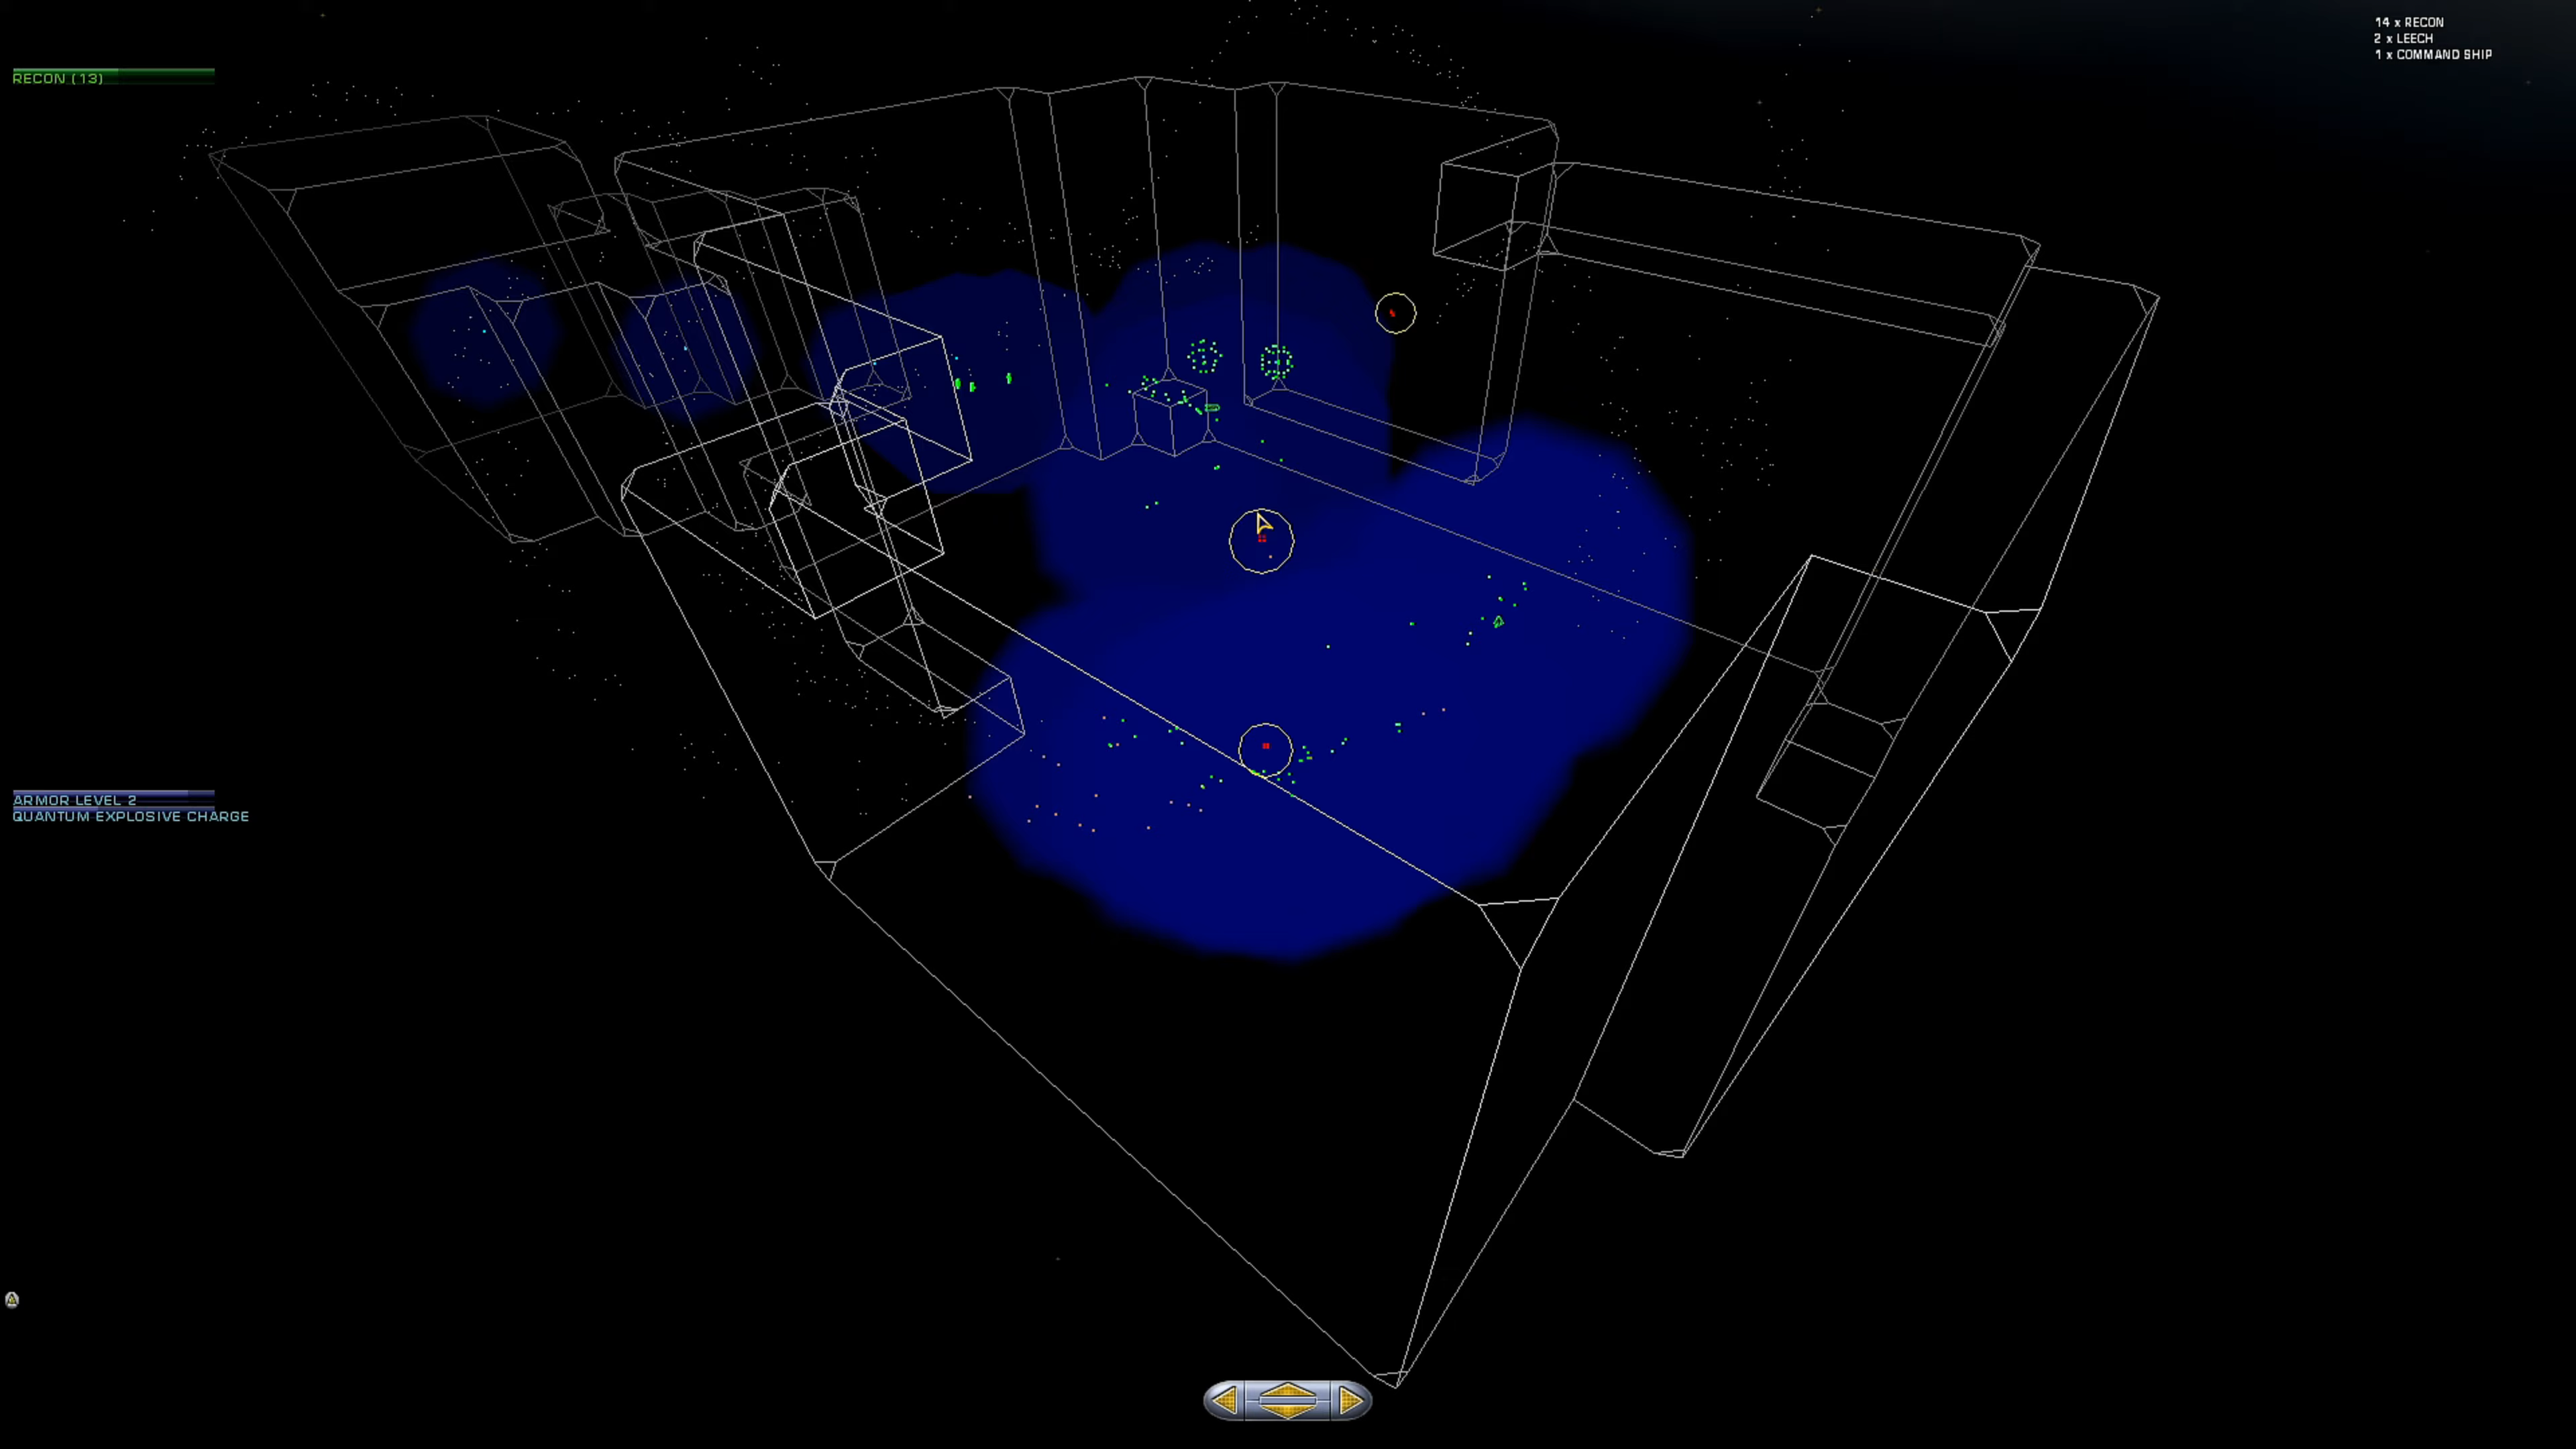 14 x RECON
2 x LEECH
1 x COMMAND SHIP
RECON (13)
ARMOR LEVEL 2
QUANTUM EXPLOSIVE CHARGE